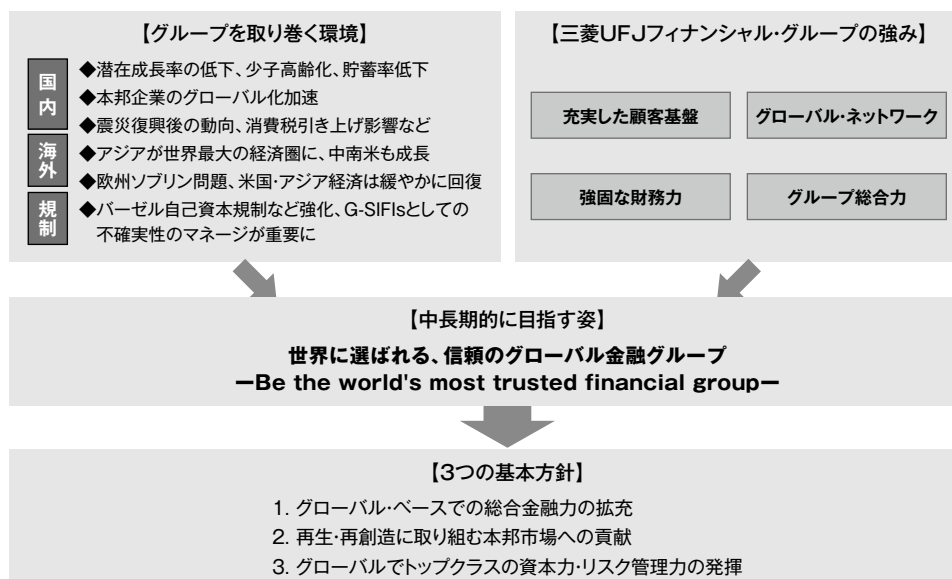 【グループを取り巻く環境】
国内
◆潜在成長率の低下、少子高齢化、貯蓄率低下
◆本邦企業のグローバル化加速
◆震災復興後の動向、消費税引き上げ影響など
海外
◆アジアが世界最大の経済圏に、中南米も成長
◆欧州ソブリン問題、米国・アジア経済は緩やかに回復
規制
◆バーゼル自己資本規制など強化、G-SIFIsとしての
不確実性のマネージが重要に
【三菱UFJフィナンシャル・グループの強み】
充実した顧客基盤
グローバル・ネットワーク
強固な財務力
グループ総合力
【中長期的に目指す姿】
世界に選ばれる、信頼のグローバル金融グループ
ーBe the world's most trusted financial groupー
【3つの基本方針】
1. グローバル・ベースでの総合金融力の拡充
2. 再生・再創造に取り組む本邦市場への貢献
3. グローバルでトップクラスの資本力・リスク管理力の発揮